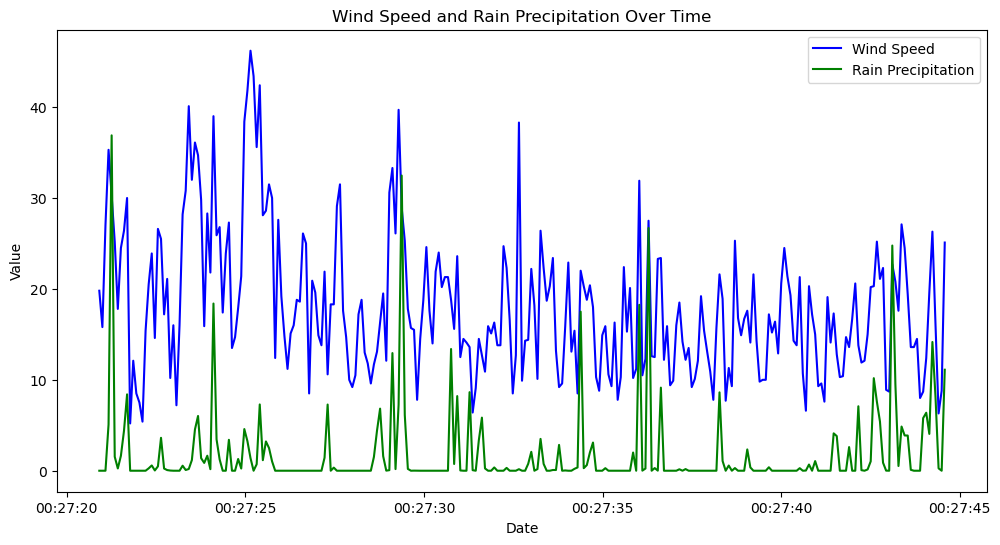 Wind Speed and Rain Precipitation Over Time
Wind Speed
Rain Precipitation
Value
40
30
20
10
0
00:27:20
00:27:25
00:27:30
00:27:35
00:27:40
00:27:45
Date